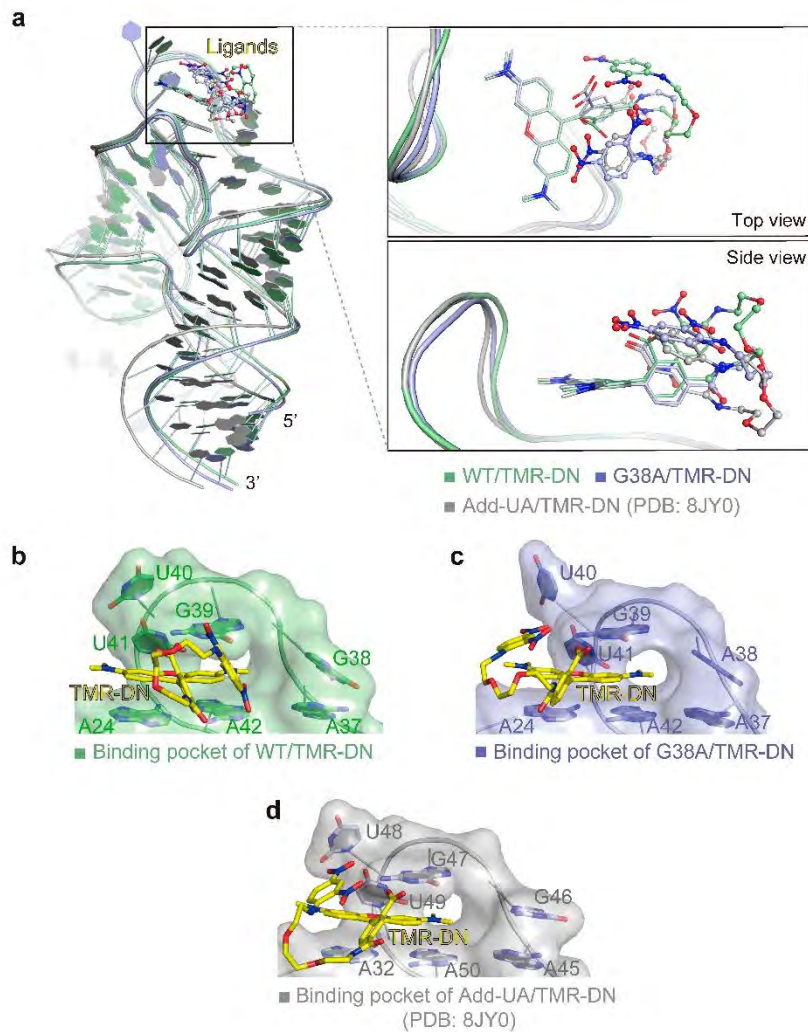 a
Ligands
5'
3'
Top view
Side view
■ WT/TMR-DN ■ G38A/TMR-DN
■ Add-UA/TMR-DN (PDB: 8JY0)
b
U40
G39
U41
G38
TMR-DN
A24
A42
A37
■ Binding pocket of WT/TMR-DN
c
U40
G39
U41
A38
TMR-DN
A24
A42
A37
■ Binding pocket of G38A/TMR-DN
d
U48
G47
U49
G46
TMR-DN
A32
A50
A45
■ Binding pocket of Add-UA/TMR-DN
(PDB: 8JY0)